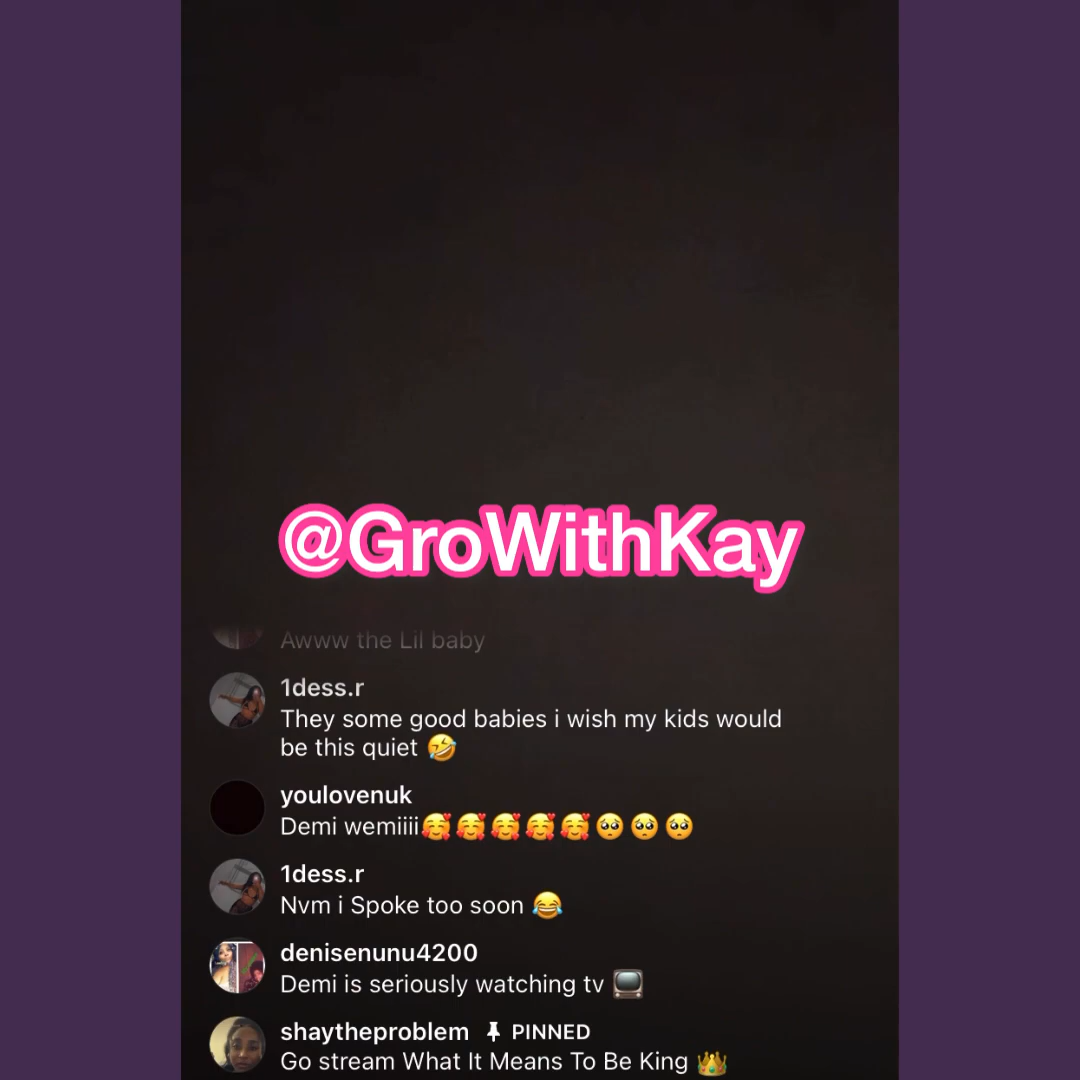 @GroWithKay
Awww the Lil baby
1dess.r
They some good babies i wish my kids would
be this quiet 🤣
youlovenuk
Demi wemiiii🥰🥰🥰🥰🥰🥺🥺🥺
1dess.r
Nvm i Spoke too soon 😂
denisenunu4200
Demi is seriously watching tv 📺
shaytheproblem 📌 PINNED
Go stream What It Means To Be King 👑